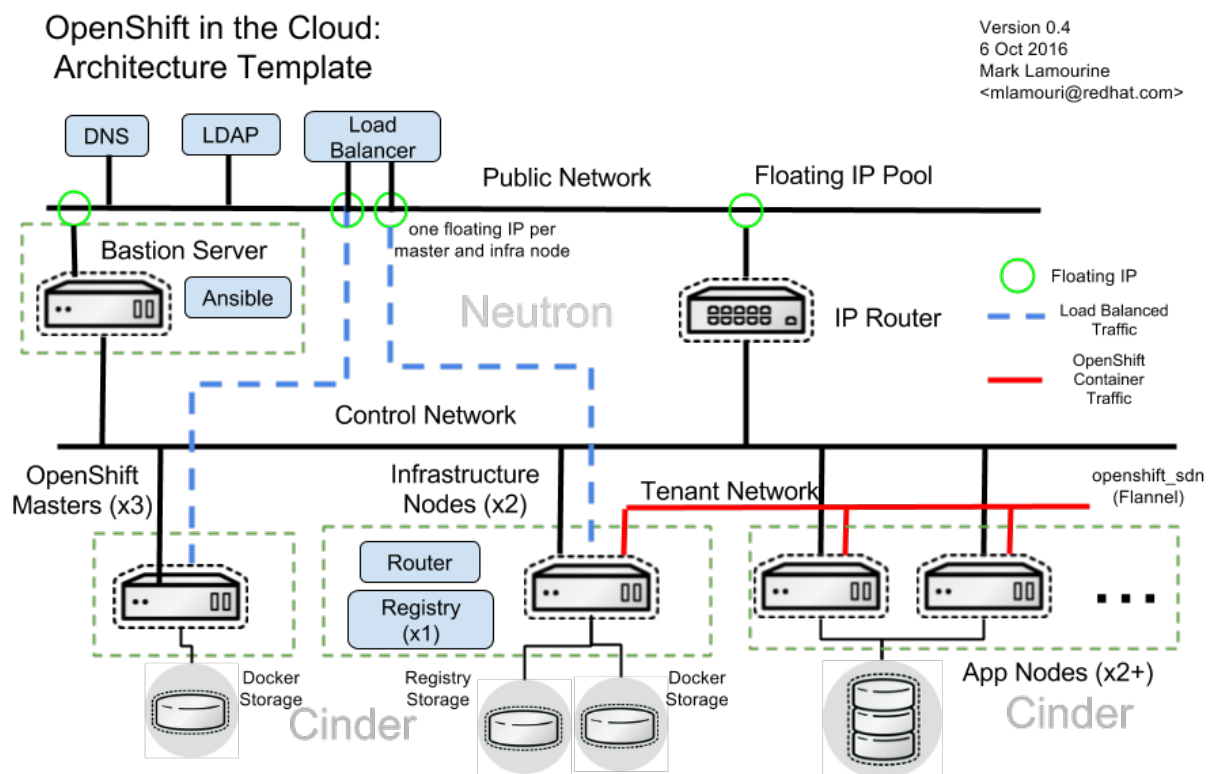 OpenShift in the Cloud:
Architecture Template
Version 0.4
6 Oct 2016
Mark Lamourine
<mlamouri@redhat.com>
DNS
LDAP
Load
Balancer
Public Network
Floating IP Pool
one floating IP per
master and infra node
Bastion Server
Ansible
Neutron
IP Router
Floating IP
Load Balanced
Traffic
OpenShift
Container
Traffic
Control Network
OpenShift
Masters (x3)
Infrastructure
Nodes (x2)
Tenant Network
openshift_sdn
(Flannel)
Router
Registry
(x1)
...
Docker
Storage
Cinder
Registry
Storage
Docker
Storage
App Nodes (x2+)
Cinder